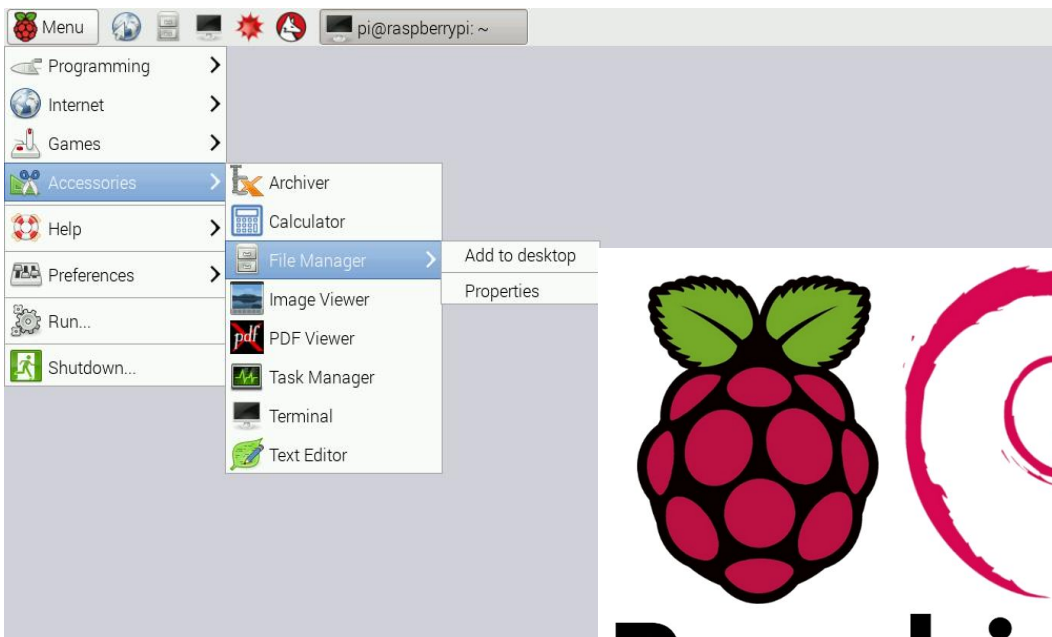 Menu
pi@raspberrypi: ~
Programming
Internet
Games
Accessories
Help
Preferences
Run...
Shutdown...
Archiver
Calculator
File Manager
Image Viewer
pdf
PDF Viewer
Task Manager
Terminal
Text Editor
Add to desktop
Properties